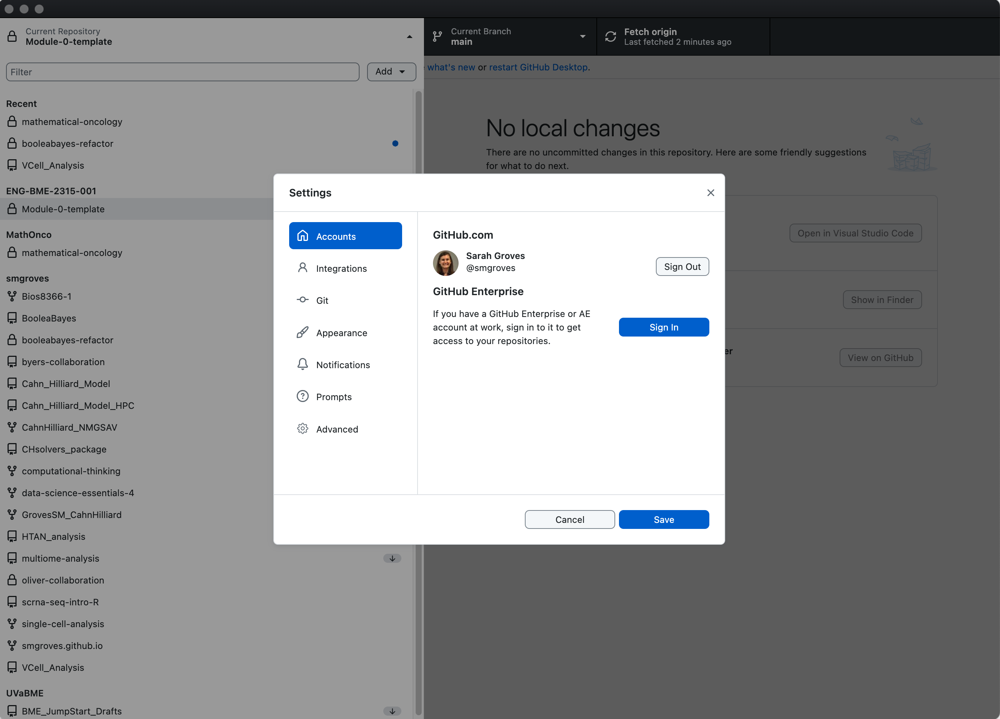 Current Repository
Module-0-template
Current Branch
main
Fetch origin
Last fetched 2 minutes ago
Filter
Add
what's new or restart GitHub Desktop.
Recent
mathematical-oncology
booleabayes-refactor
VCell_Analysis
ENG-BME-2315-001
Module-0-template
MathOnco
mathematical-oncology
smgroves
Bios8366-1
BooleaBayes
booleabayes-refactor
byers-collaboration
Cahn_Hilliard_Model
Cahn_Hilliard_Model_HPC
CahnHilliard_NMGSAV
CHsolvers_package
computational-thinking
data-science-essentials-4
GrovesSM_CahnHilliard
HTAN_analysis
multiome-analysis
oliver-collaboration
scrna-seq-intro-R
single-cell-analysis
smgroves.github.io
VCell_Analysis
UVaBME
BME_JumpStart_Drafts
No local changes
There are no uncommitted changes in this repository. Here are some friendly suggestions
for what to do next.
Open in Visual Studio Code
Show in Finder
er
View on GitHub
Settings
Accounts
Integrations
Git
Appearance
Notifications
Prompts
Advanced
GitHub.com
Sarah Groves
@smgroves
Sign Out
GitHub Enterprise
If you have a GitHub Enterprise or AE
account at work, sign in to it to get
access to your repositories.
Sign In
Cancel
Save